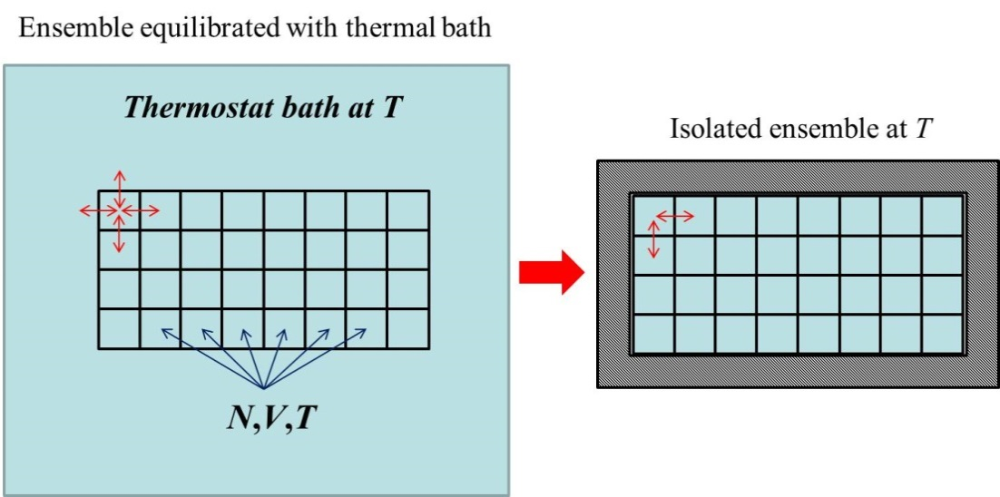 Ensemble equilibrated with thermal bath
Thermostat bath at T
Isolated ensemble at T
N,V,T